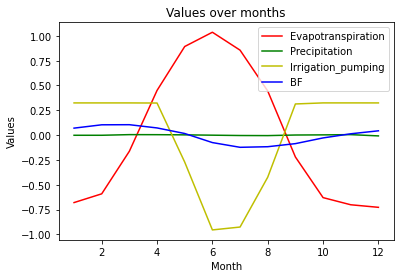 Values over months
Evapotranspiration
Precipitation
Irrigation_pumping
BF
Values
1.00
0.75
0.50
0.25
0.00
−0.25
−0.50
−0.75
−1.00
2 4 6 8 10 12
Month